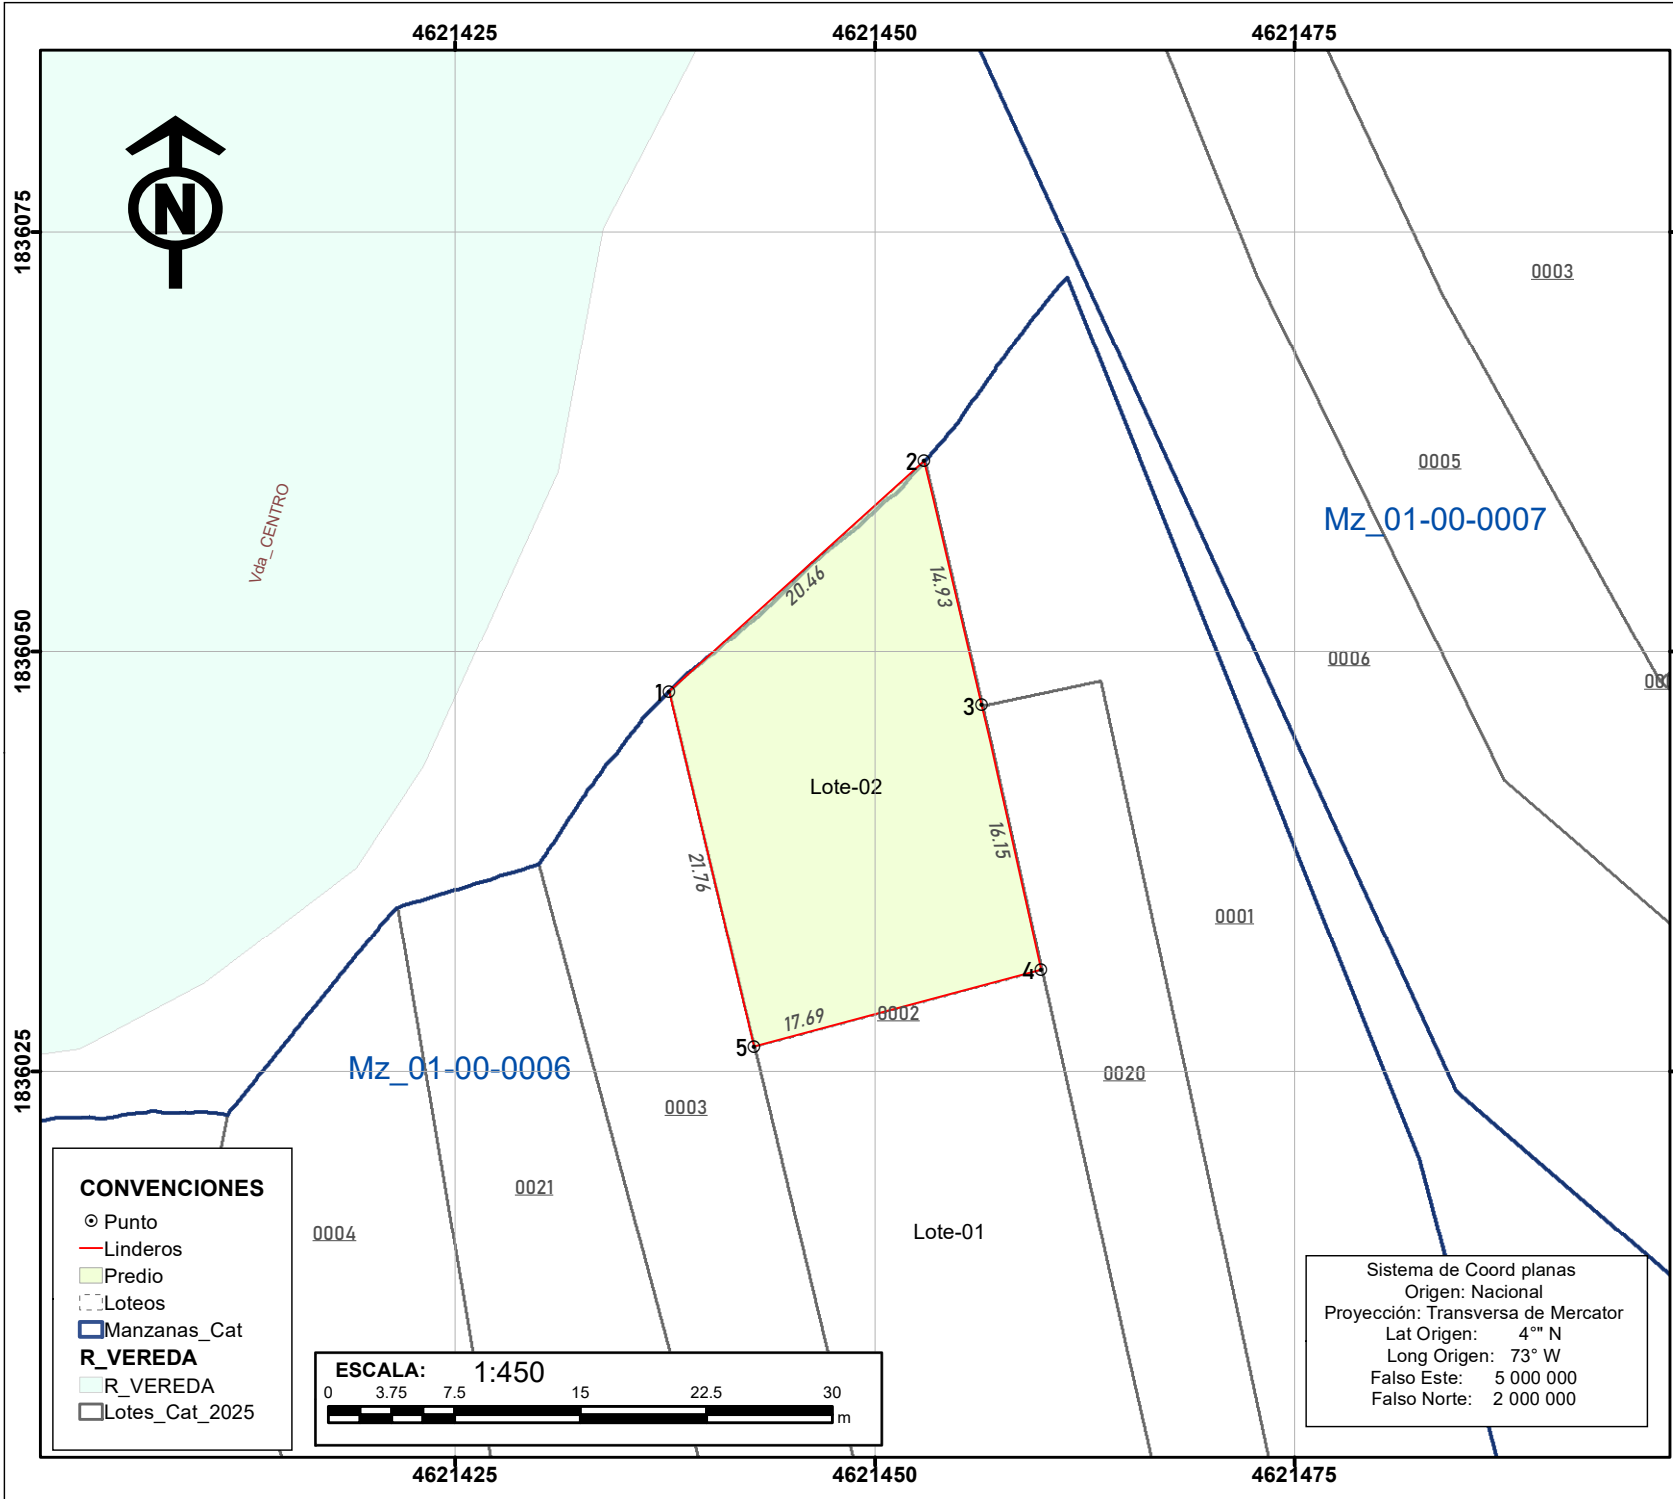 4621425
4621450
4621475
1836075
1836050
1836025
N
Vda_CENTRO
0003
0005
Mz_01-00-0007
0006
2
20.46
14.93
1
3
Lote-02
16.15
21.76
0001
4
0002
17.69
5
Mz_01-00-0006
0020
0003
0021
0004
Lote-01
CONVENCIONES
Punto
Linderos
Predio
Loteos
Manzanas_Cat
R_VEREDA
R_VEREDA
Lotes_Cat_2025
ESCALA: 1:450
0 3.75 7.5 15 22.5 30
m
Sistema de Coord planas
Origen: Nacional
Proyección: Transversa de Mercator
Lat Origen: 4°'" N
Long Origen: 73° W
Falso Este: 5 000 000
Falso Norte: 2 000 000
4621425
4621450
4621475